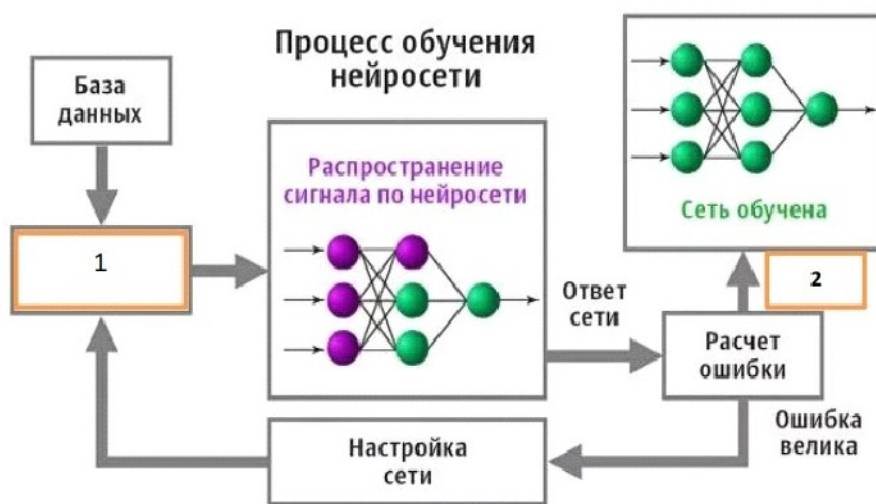 Процесс обучения
нейросети
База
данных
1
Распространение
сигнала по нейросети
Сеть обучена
2
Ответ
сети
Расчет
ошибки
Ошибка
велика
Настройка
сети